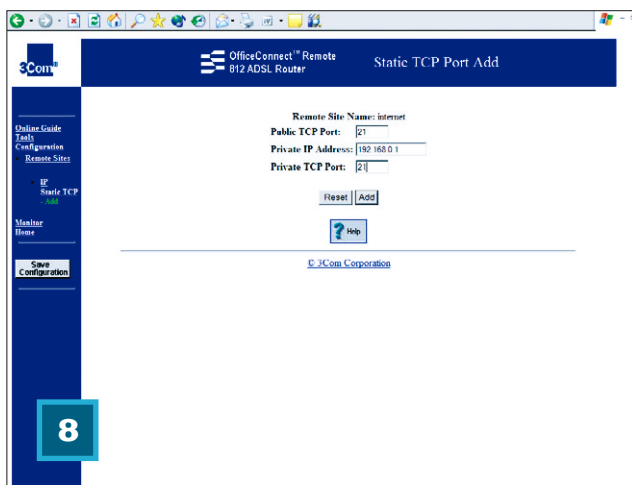 3Com
OfficeConnect™ Remote
812 ADSL Router
Static TCP Port Add
Online Guide
Tools
Configuration
Remote Sites
IP
Static TCP
- Add
Monitor
Home
Save
Configuration
Remote Site Name: internet
Public TCP Port: 21
Private IP Address: 192.168.0.1
Private TCP Port: 21
Reset Add
? Help
© 3Com Corporation
8